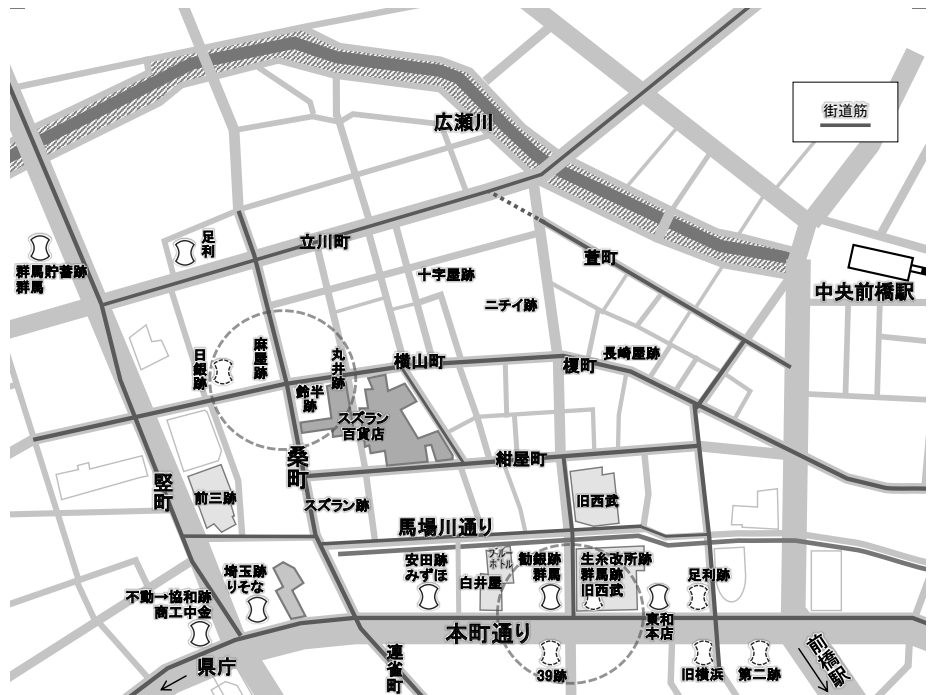 広瀬川
街道筋
足利
立川町
群馬貯蓄跡
群馬
十字屋跡
萱町
中央前橋駅
ニチイ跡
日銀跡
麻屋跡
丸井跡
横山町
榎町
長崎屋跡
鈴半跡
スズラン
百貨店
桑町
紺屋町
竪町
前三跡
スズラン跡
旧西武
馬場川通り
安田跡
みずほ
ブルー
ボトル
白井屋
勧銀跡
群馬
生糸改所跡
群馬跡
旧西武
足利跡
埼玉跡
りそな
不動→協和跡
商工中金
東和
本店
本町通り
県庁
連雀町
39跡
旧横浜
第二跡
前橋駅